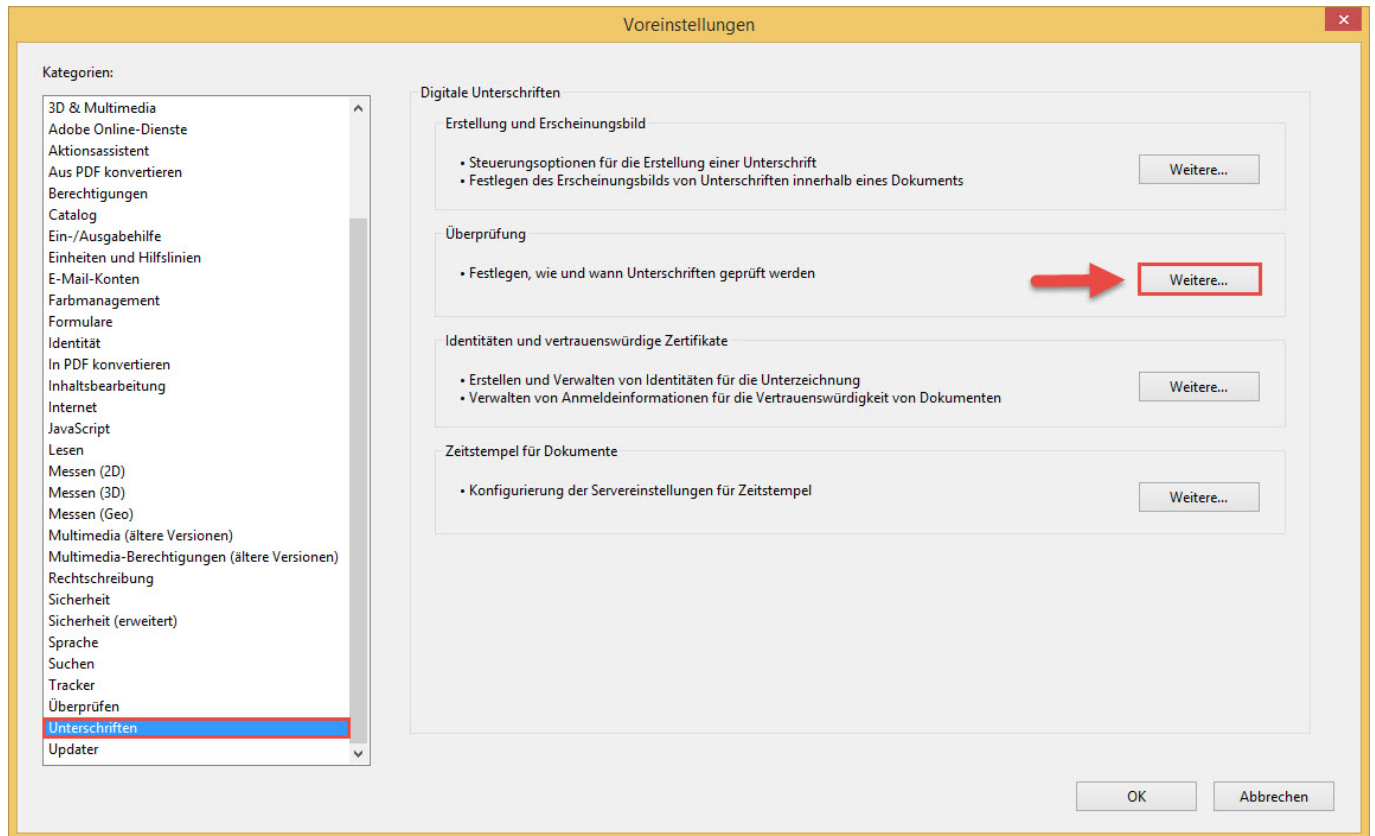 Voreinstellungen
Kategorien:
3D & Multimedia
Adobe Online-Dienste
Aktionsassistent
Aus PDF konvertieren
Berechtigungen
Catalog
Ein-/Ausgabehilfe
Einheiten und Hilfslinien
E-Mail-Konten
Farbmanagement
Formulare
Identität
In PDF konvertieren
Inhaltsbearbeitung
Internet
JavaScript
Lesen
Messen (2D)
Messen (3D)
Messen (Geo)
Multimedia (ältere Versionen)
Multimedia-Berechtigungen (ältere Versionen)
Rechtschreibung
Sicherheit
Sicherheit (erweitert)
Sprache
Suchen
Tracker
Überprüfen
Unterschriften
Updater
Digitale Unterschriften
Erstellung und Erscheinungsbild
• Steuerungsoptionen für die Erstellung einer Unterschrift
• Festlegen des Erscheinungsbilds von Unterschriften innerhalb eines Dokuments
Weitere...
Überprüfung
• Festlegen, wie und wann Unterschriften geprüft werden
Weitere...
Identitäten und vertrauenswürdige Zertifikate
• Erstellen und Verwalten von Identitäten für die Unterzeichnung
• Verwalten von Anmeldeinformationen für die Vertrauenswürdigkeit von Dokumenten
Weitere...
Zeitstempel für Dokumente
• Konfigurierung der Servereinstellungen für Zeitstempel
Weitere...
OK
Abbrechen